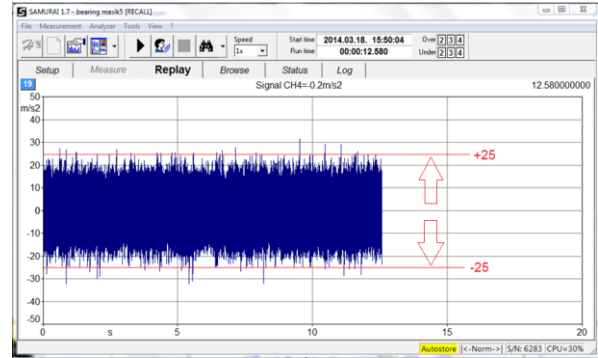 SAMURAI 1.7 - bearing masik5 [RECALL]
File Measurement Analyzer Tools View ?
Speed
1x
Start time 2014.03.18. 15:50:04
Run time 00:00:12.580
Over 2 3 4
Under 2 3 4
Setup Measure Replay Browse Status Log
19
Signal CH4=-0.2m/s2
12.580000000
50
m/s2
40
30
+25
20
10
0
-10
-20
-25
-30
-40
-50
0 s 5 10 15 20
Autostore |<-Norm->| S/N: 6283 CPU=30%